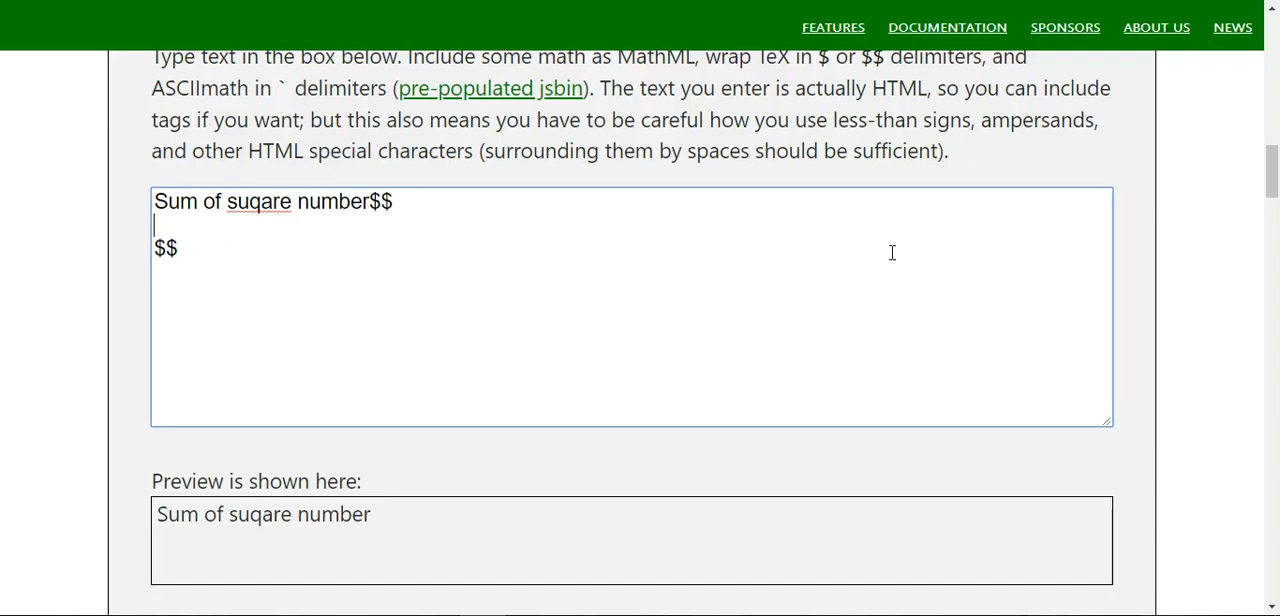 FEATURES DOCUMENTATION SPONSORS ABOUT US NEWS
Type text in the box below. Include some math as MathML, wrap TeX in $ or $$ delimiters, and
ASCIImath in ` delimiters (pre-populated jsbin). The text you enter is actually HTML, so you can include
tags if you want; but this also means you have to be careful how you use less-than signs, ampersands,
and other HTML special characters (surrounding them by spaces should be sufficient).
Sum of suqare number$$
$$
Preview is shown here:
Sum of suqare number